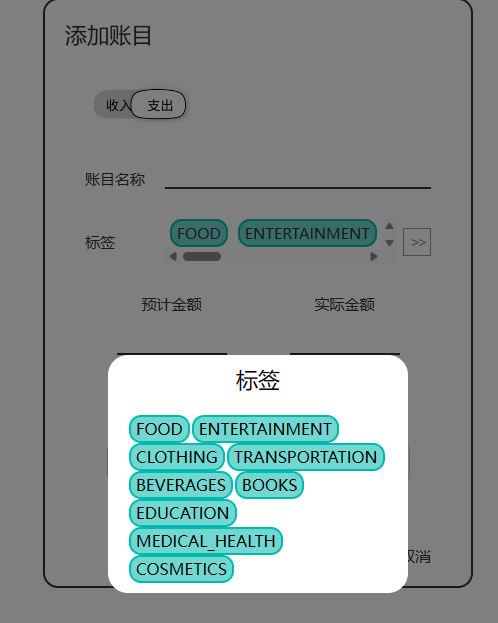 添加账目
收入 支出
账目名称
标签 FOOD ENTERTAINMENT >>
预计金额 实际金额
标签
FOOD ENTERTAINMENT
CLOTHING TRANSPORTATION
BEVERAGES BOOKS
EDUCATION
MEDICAL_HEALTH
COSMETICS
取消